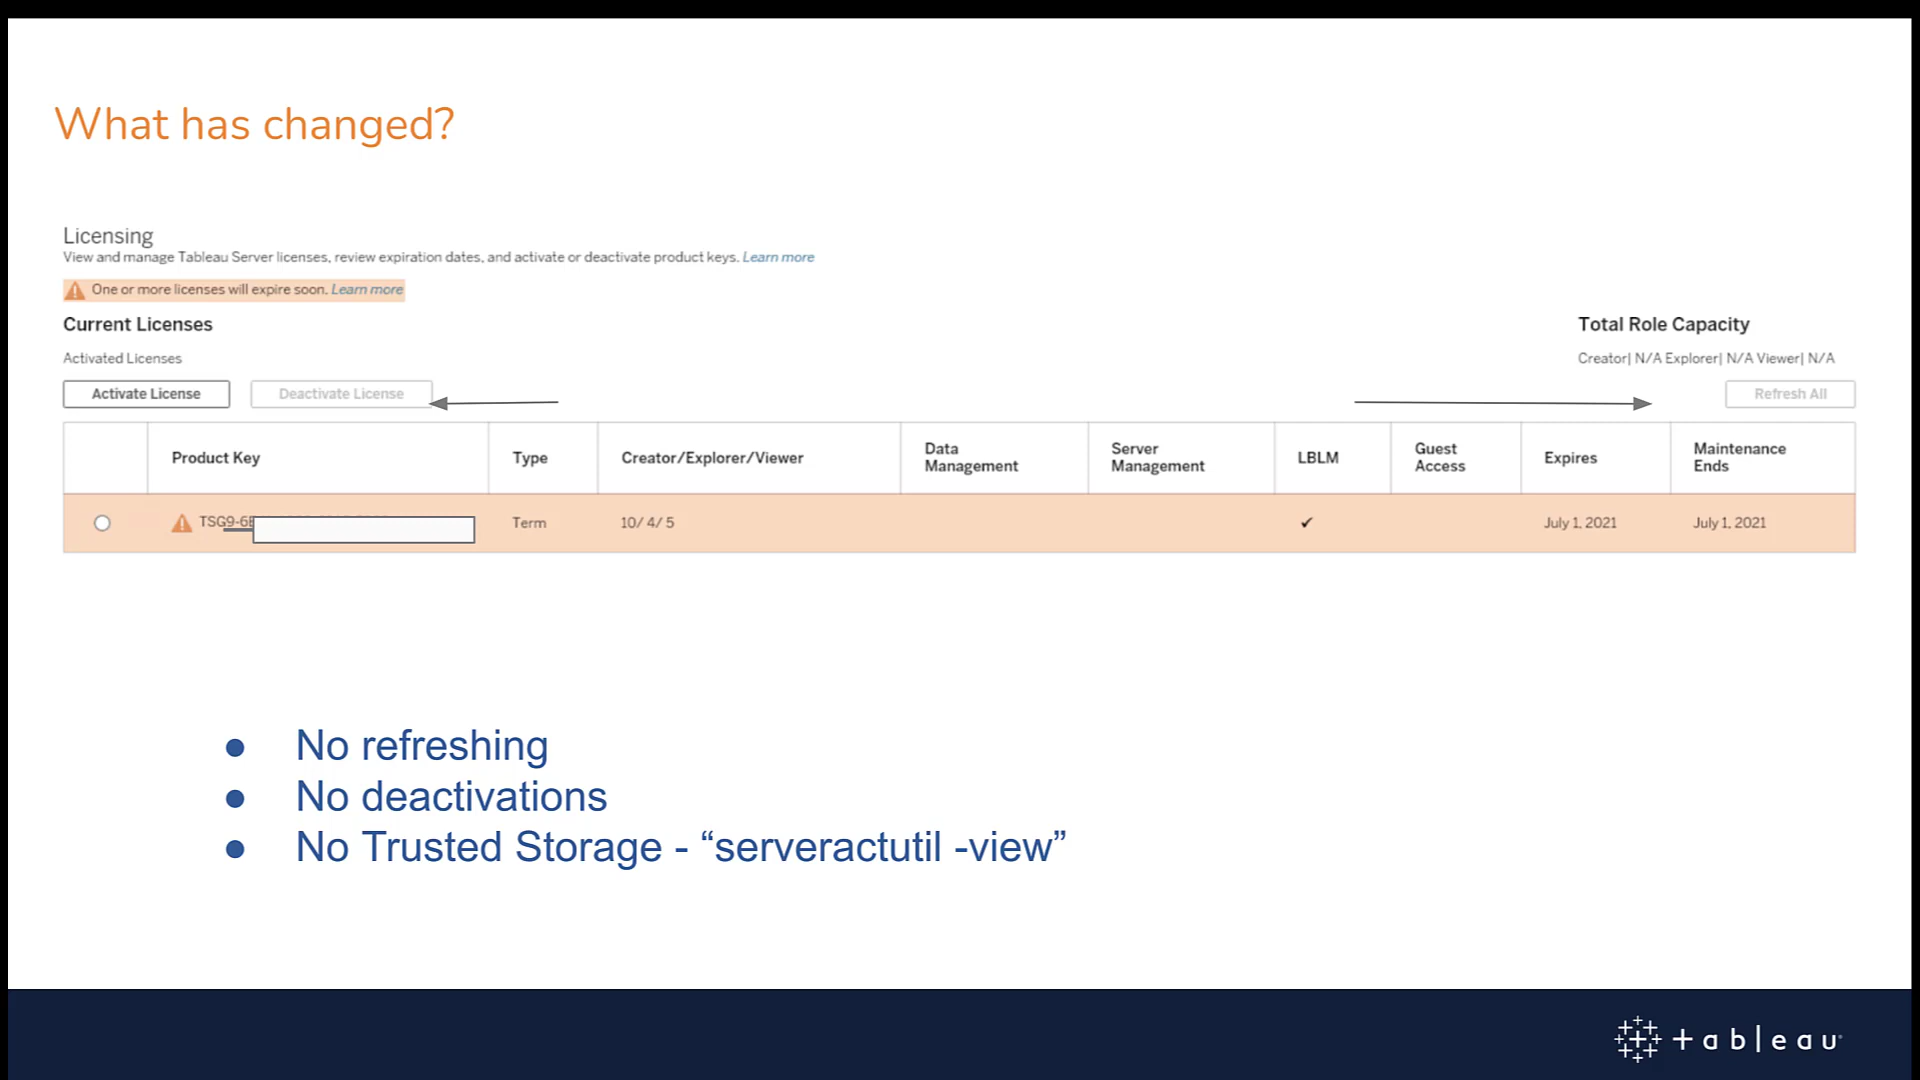 What has changed?
Licensing
View and manage Tableau Server licenses, review expiration dates, and activate or deactivate product keys. Learn more
One or more licenses will expire soon. Learn more
Current Licenses
Total Role Capacity
Activated Licenses
Creator| N/A Explorer| N/A Viewer| N/A
Activate License
Deactivate License
Refresh All
Product Key
Type
Creator/Explorer/Viewer
Data
Management
Server
Management
LBLM
Guest
Access
Expires
Maintenance
Ends
TSG9-6
Term
10/ 4/ 5
✓
July 1, 2021
July 1, 2021
● No refreshing
● No deactivations
● No Trusted Storage - “serveractutil -view”
+ableau